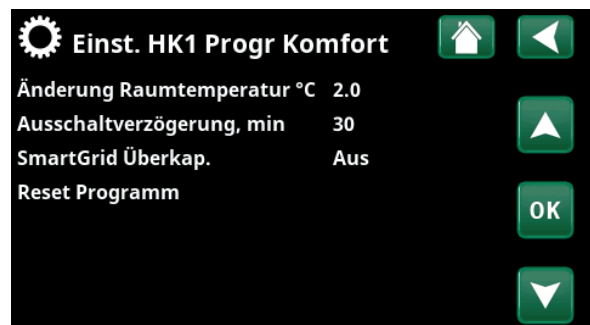 Einst. HK1 Progr Komfort
Änderung Raumtemperatur °C 2.0
Ausschaltverzögerung, min 30
SmartGrid Überkap. Aus
Reset Programm
OK